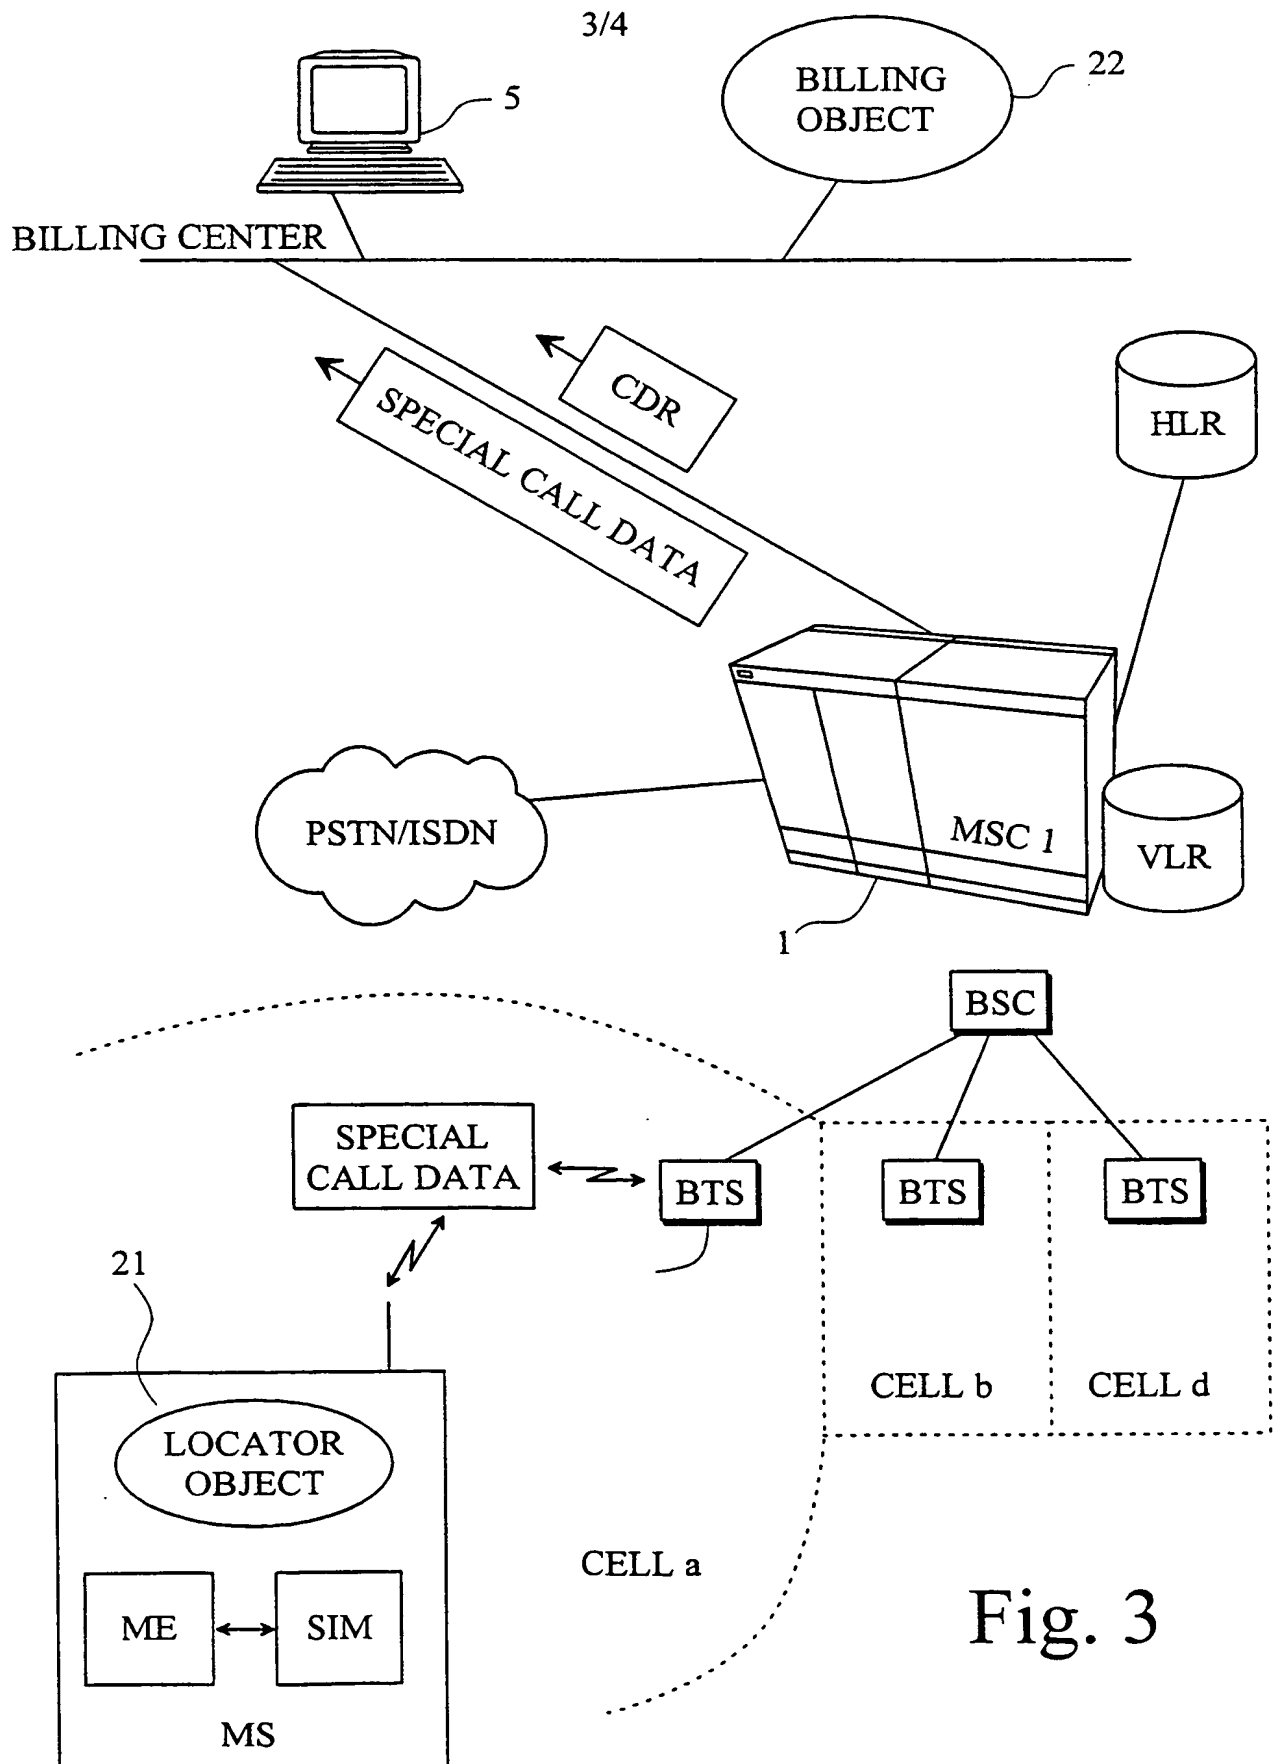 3/4
5
BILLING
OBJECT
22
BILLING CENTER
CDR
SPECIAL CALL DATA
HLR
PSTN/ISDN
MSC 1
VLR
1
BSC
SPECIAL
CALL DATA
BTS
BTS
BTS
21
CELL b
CELL d
LOCATOR
OBJECT
CELL a
ME
SIM
Fig. 3
MS